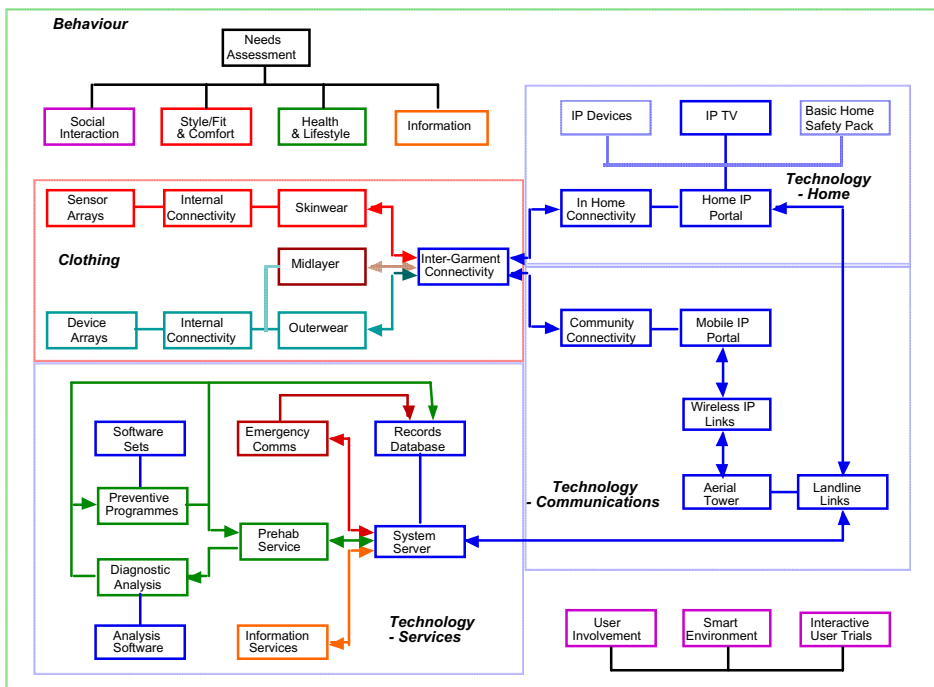 Behaviour
Needs
Assessment
Social
Interaction
Style/Fit
& Comfort
Health
& Lifestyle
Information
IP Devices
IP TV
Basic Home
Safety Pack
Technology
- Home
In Home
Connectivity
Home IP
Portal
Sensor
Arrays
Internal
Connectivity
Skinwear
Clothing
Midlayer
Inter-Garment
Connectivity
Device
Arrays
Internal
Connectivity
Outerwear
Community
Connectivity
Mobile IP
Portal
Wireless IP
Links
Technology
- Communications
Aerial
Tower
Landline
Links
Software
Sets
Emergency
Comms
Records
Database
Preventive
Programmes
Prehab
Service
System
Server
Diagnostic
Analysis
Analysis
Software
Information
Services
Technology
- Services
User
Involvement
Smart
Environment
Interactive
User Trials